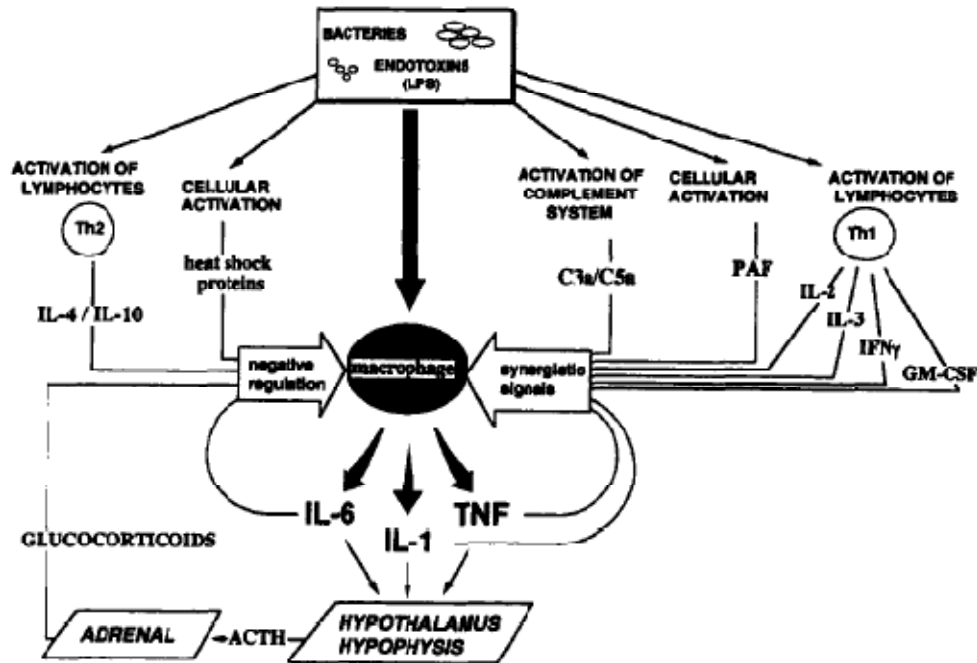 BACTERIES
ENDOTOXINS
(LPS)
ACTIVATION OF
LYMPHOCYTES
Th2
IL-4 / IL-10
CELLULAR
ACTIVATION
heat shock
proteins
ACTIVATION OF
COMPLEMENT
SYSTEM
C3a/C5a
CELLULAR
ACTIVATION
PAF
ACTIVATION OF
LYMPHOCYTES
Th1
IL-2
IL-3
IFNγ
GM-CSF
negative
regulation
macrophage
synergistic
signals
IL-6
IL-1
TNF
GLUCOCORTICOIDS
ADRENAL
ACTH
HYPOTHALAMUS
HYPOPHYSIS